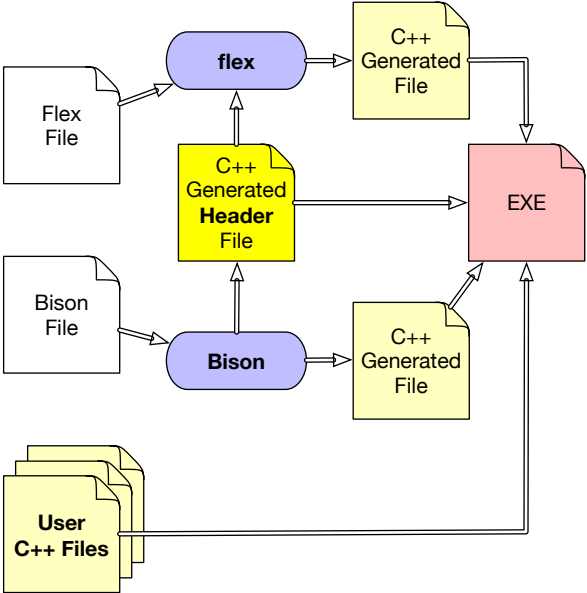 flex
C++
Generated
File
Flex
File
C++
Generated
Header
File
EXE
Bison
File
Bison
C++
Generated
File
User
C++ Files